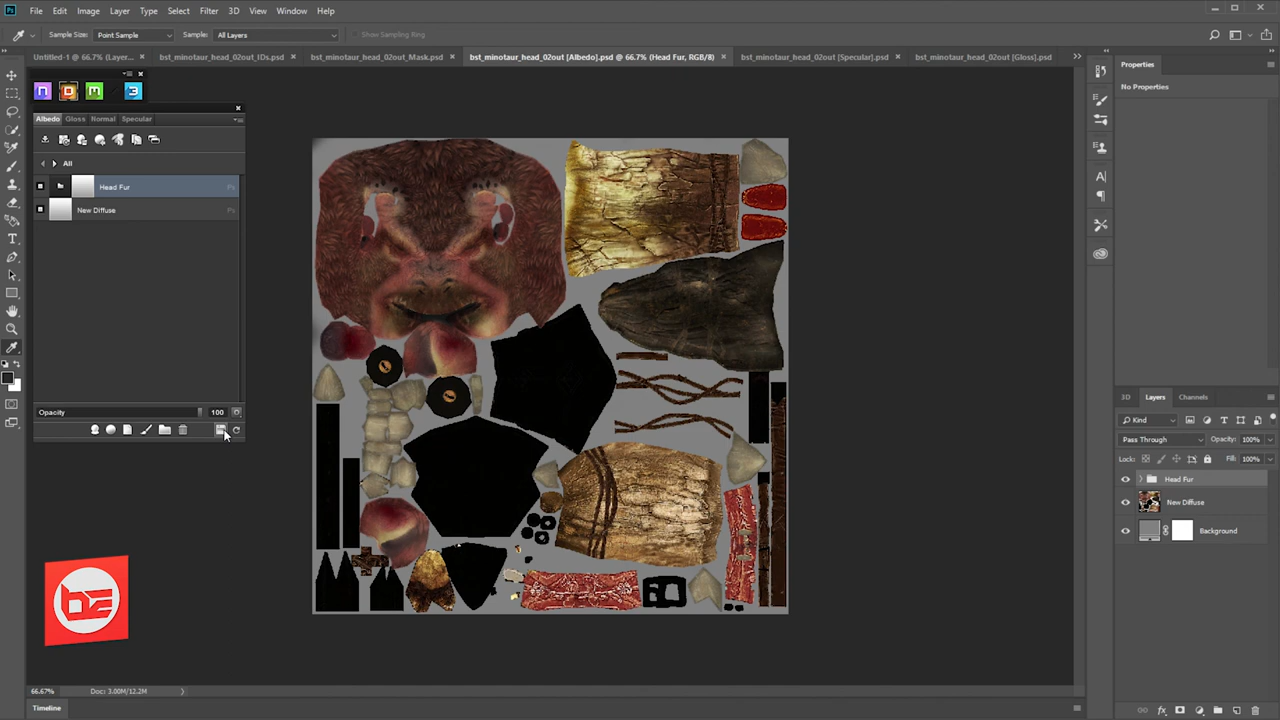 Ps File Edit Image Layer Type Select Filter 3D View Window Help
Sample Size: Point Sample Sample: All Layers Show Sampling Ring
Untitled-1 @ 66.7% (Layer... × bst_minotaur_head_02out_IDs.psd × bst_minotaur_head_02out_Mask.psd × bst_minotaur_head_02out [Albedo].psd @ 66.7% (Head Fur, RGB/8) × bst_minotaur_head_02out [Specular].psd × bst_minotaur_head_02out [Gloss].psd
n D m 3
Albedo Gloss Normal Specular
All
Head Fur
New Diffuse
Opacity 100
Properties
No Properties
3D Layers Channels
Kind
Pass Through Opacity: 100%
Lock: Fill: 100%
Head Fur
New Diffuse
Background
66.67% Doc: 3.00M/12.2M
Timeline